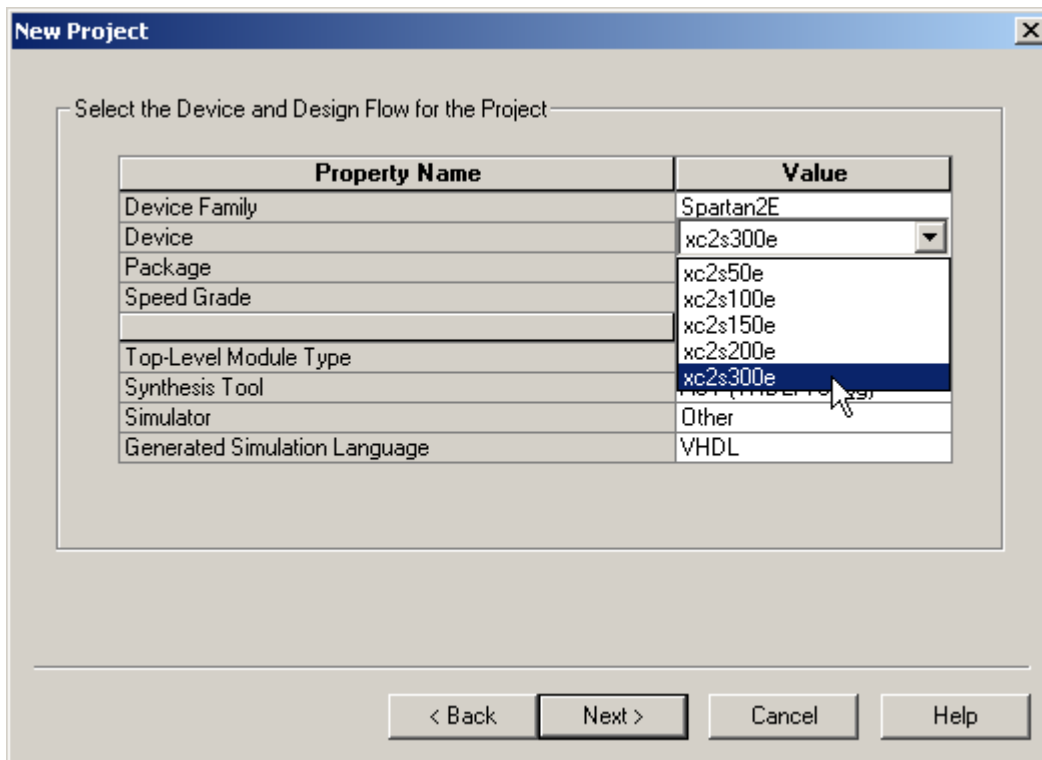 New Project
Select the Device and Design Flow for the Project
Property Name Value
Device Family Spartan2E
Device xc2s300e
Package xc2s50e
Speed Grade xc2s100e
xc2s150e
Top-Level Module Type xc2s200e
Synthesis Tool xc2s300e
Simulator Other
Generated Simulation Language VHDL
< Back Next > Cancel Help